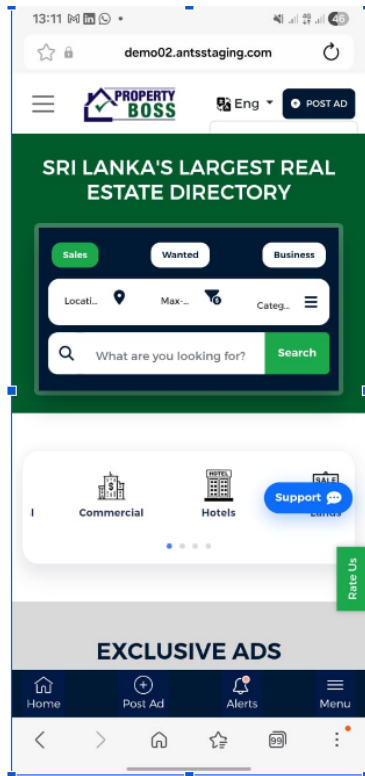 13:11
46
demo02.antsstaging.com
PROPERTY
BOSS
Eng
POST AD
SRI LANKA'S LARGEST REAL
ESTATE DIRECTORY
Sales Wanted Business
Locati... Max-... Categ...
What are you looking for? Search
HOTEL
SALE
l Commercial Hotels Lands
Support
Rate Us
EXCLUSIVE ADS
Home Post Ad Alerts Menu
99